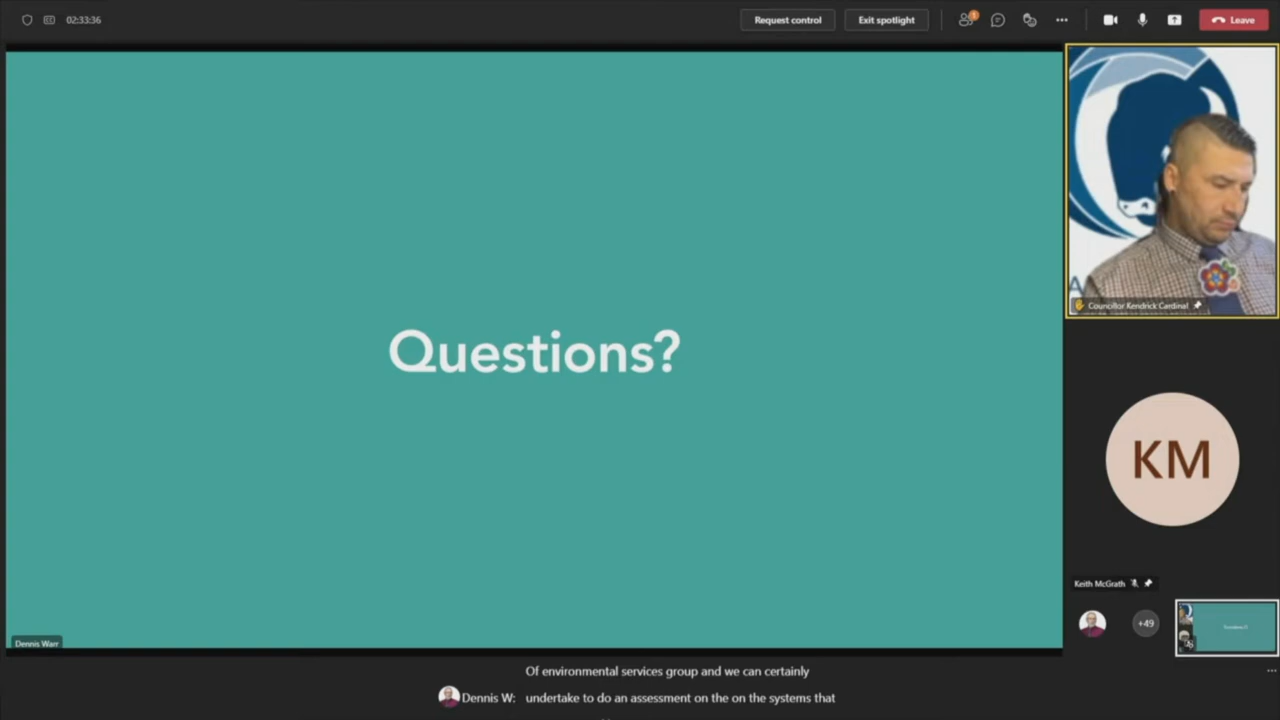 02:33:36
Request control
Exit spotlight
1
Leave
Questions?
A
Councillor Kendrick Cardinal
KM
Keith McGrath
+49
Dennis Warr
Of environmental services group and we can certainly
Dennis W: undertake to do an assessment on the on the systems that